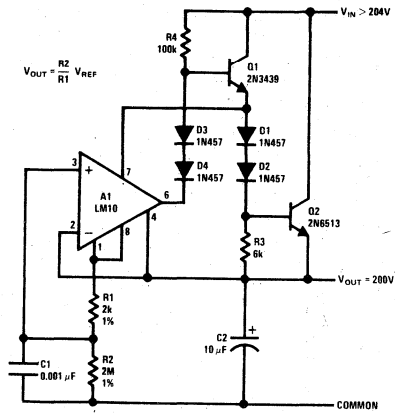 V_IN > 204V
R4
100k
Q1
2N3439
V_OUT = R2/R1 V_REF
D3
1N457
D1
1N457
3
+
7
D4
1N457
D2
1N457
A1
LM10
6
2
−
1
8
4
Q2
2N6513
R3
6k
V_OUT = 200V
R1
2k
1%
C2
10 µF
+
R2
2M
1%
C1
0.001 µF
COMMON